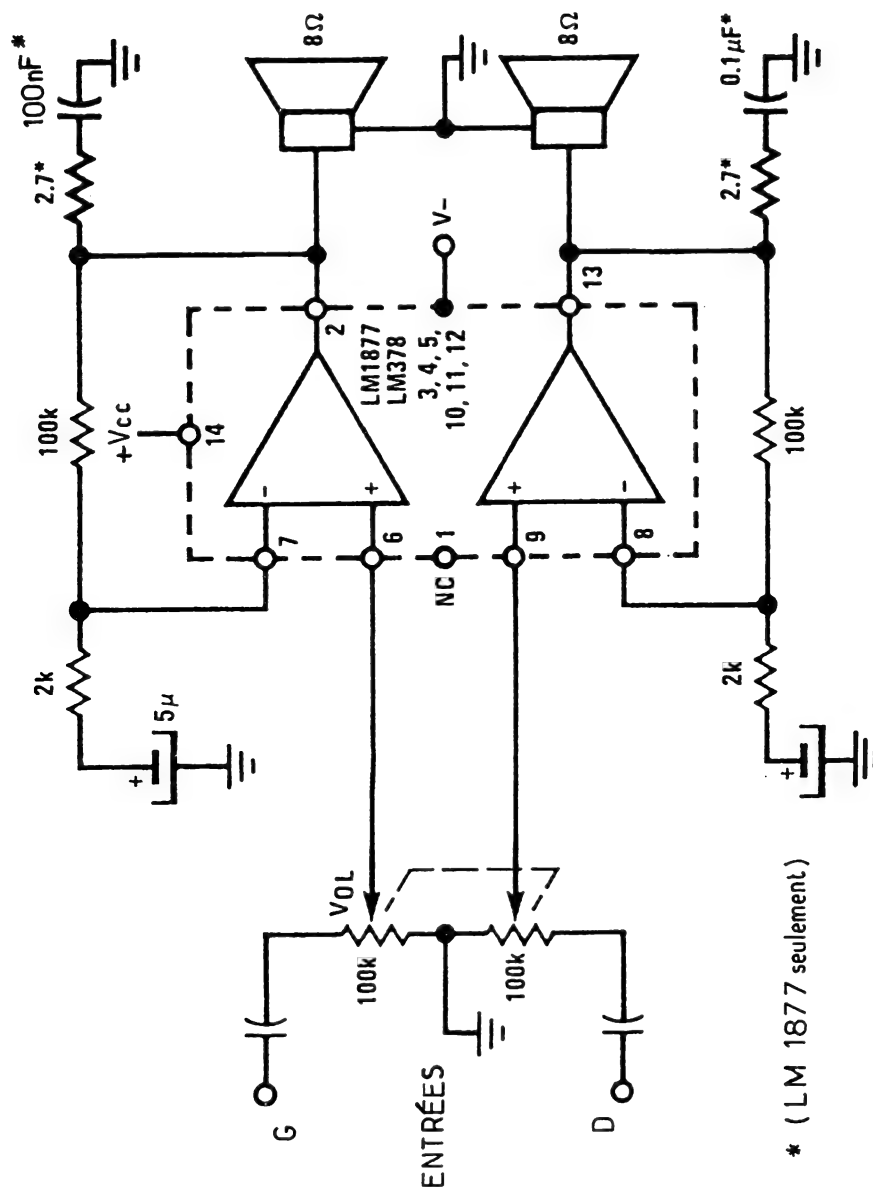 100nF*
2.7*
100k
2k
5μ
+
+Vcc
14
8Ω
2
LM1877
LM378
3, 4, 5,
10, 11, 12
V−
7
−
6
+
NC
1
9
+
8
−
13
8Ω
VOL
100k
100k
G
ENTRÉES
D
0.1μF*
2.7*
100k
2k
+
* (LM 1877 seulement)